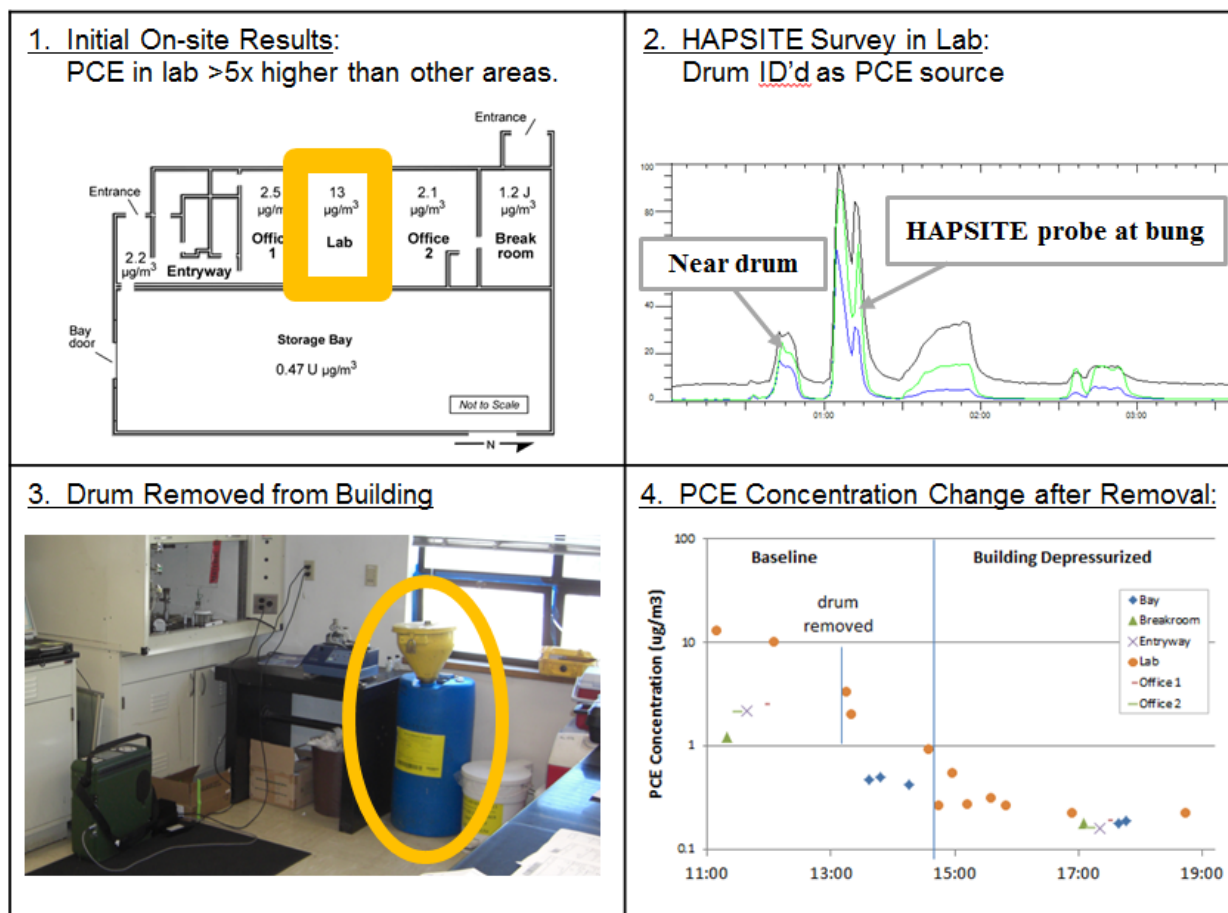 1. Initial On-site Results:
PCE in lab >5x higher than other areas.
Entrance
Entrance
2.5
µg/m
Offic
1
13
µg/m³
Lab
2.1
µg/m³
Office
2
1.2 J
µg/m³
Break
room
2.2
µg/m³
Entryway
Bay
door
Storage Bay
0.47 U µg/m³
Not to Scale
N
2. HAPSITE Survey in Lab:
Drum ID'd as PCE source
100
80
40
20
0
01:00
02:00
03:00
Near drum
HAPSITE probe at bung
3. Drum Removed from Building
4. PCE Concentration Change after Removal:
PCE Concentration (ug/m3)
100
10
1
0.1
Baseline
Building Depressurized
drum
removed
Bay
Breakroom
Entryway
Lab
Office 1
Office 2
11:00
13:00
15:00
17:00
19:00